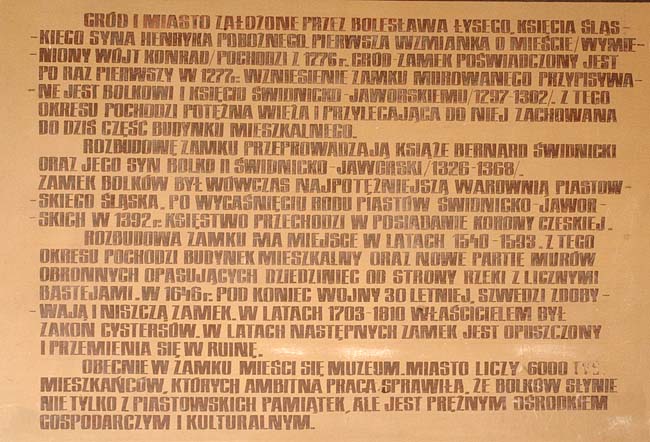 GRÓD I MIASTO ZAŁOŻONE PRZEZ BOLESŁAWA ŁYSEGO, KSIĘCIA ŚLĄS-
-KIEGO SYNA HENRYKA POBOŻNEGO. PIERWSZA WZMIANKA O MIEŚCIE/WYMIE-
NIONY WÓJT KONRAD/POCHODZI Z 1776 r. GRÓD-ZAMEK POŚWIADCZONY JEST
PO RAZ PIERWSZY W 1277r. WZNIESIENIE ZAMKU MUROWANEGO PRZYPISYWA-
NE JEST BOLKOWI I KSIĘCIU ŚWIDNICKO-JAWORSKIEMU/1297-1302/. Z TEGO
OKRESU POCHODZI POTĘŻNA WIEŻA I PRZYLEGAJĄCA DO NIEJ ZACHOWANA
DO DZIŚ CZĘŚĆ BUDYNKU MIESZKALNEGO.
ROZBUDOWĘ ZAMKU PRZEPROWADZAJĄ KSIĄŻE BERNARD ŚWIDNICKI
ORAZ JEGO SYN BOLKO II ŚWIDNICKO-JAWORSKI/1326-1368/.
ZAMEK BOLKÓW BYŁ WÓWCZAS NAJPOTĘŻNIEJSZĄ WAROWNIĄ PIASTOW-
SKIEGO ŚLĄSKA. PO WYGAŚNIĘCIU RODU PIASTÓW ŚWIDNICKO-JAWOR-
SKICH W 1392r. KSIĘSTWO PRZECHODZI W POSIADANIE KORONY CZESKIEJ.
ROZBUDOWA ZAMKU MA MIEJSCE W LATACH 1540-1593. Z TEGO
OKRESU POCHODZI BUDYNEK MIESZKALNY ORAZ NOWE PARTIE MURÓW
OBRONNYCH OPASUJĄCYCH DZIEDZINIEC OD STRONY RZEKI Z LICZNYMI
BASTEJAMI. W 1646r. POD KONIEC WOJNY 30 LETNIEJ, SZWEDZI ZDOBY-
WAJĄ I NISZCZĄ ZAMEK. W LATACH 1703-1810 WŁAŚCICIELEM BYŁ
ZAKON CYSTERSÓW. W LATACH NASTĘPNYCH ZAMEK JEST OPUSZCZONY
I PRZEMIENIA SIĘ W RUINĘ.
OBECNIE W ZAMKU MIEŚCI SIĘ MUZEUM. MIASTO LICZY 6000 TYS.
MIESZKAŃCÓW, KTÓRYCH AMBITNA PRACA SPRAWIŁA, ŻE BOLKÓW SŁYNIE
NIE TYLKO Z PIASTOWSKICH PAMIĄTEK, ALE JEST PRĘŻNYM OŚRODKIEM
GOSPODARCZYM I KULTURALNYM.